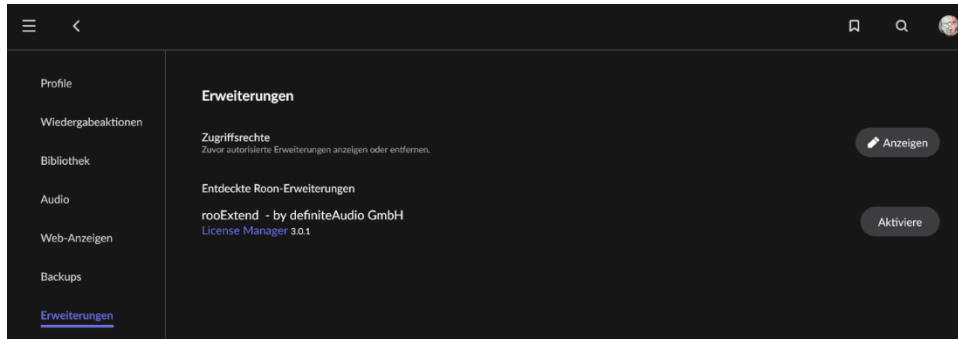 Profile
Wiedergabeaktionen
Bibliothek
Audio
Web-Anzeigen
Backups
Erweiterungen
Erweiterungen
Zugriffsrechte
Zuvor autorisierte Erweiterungen anzeigen oder entfernen.
Anzeigen
Entdeckte Roon-Erweiterungen
rooExtend - by definiteAudio GmbH
License Manager 3.0.1
Aktiviere